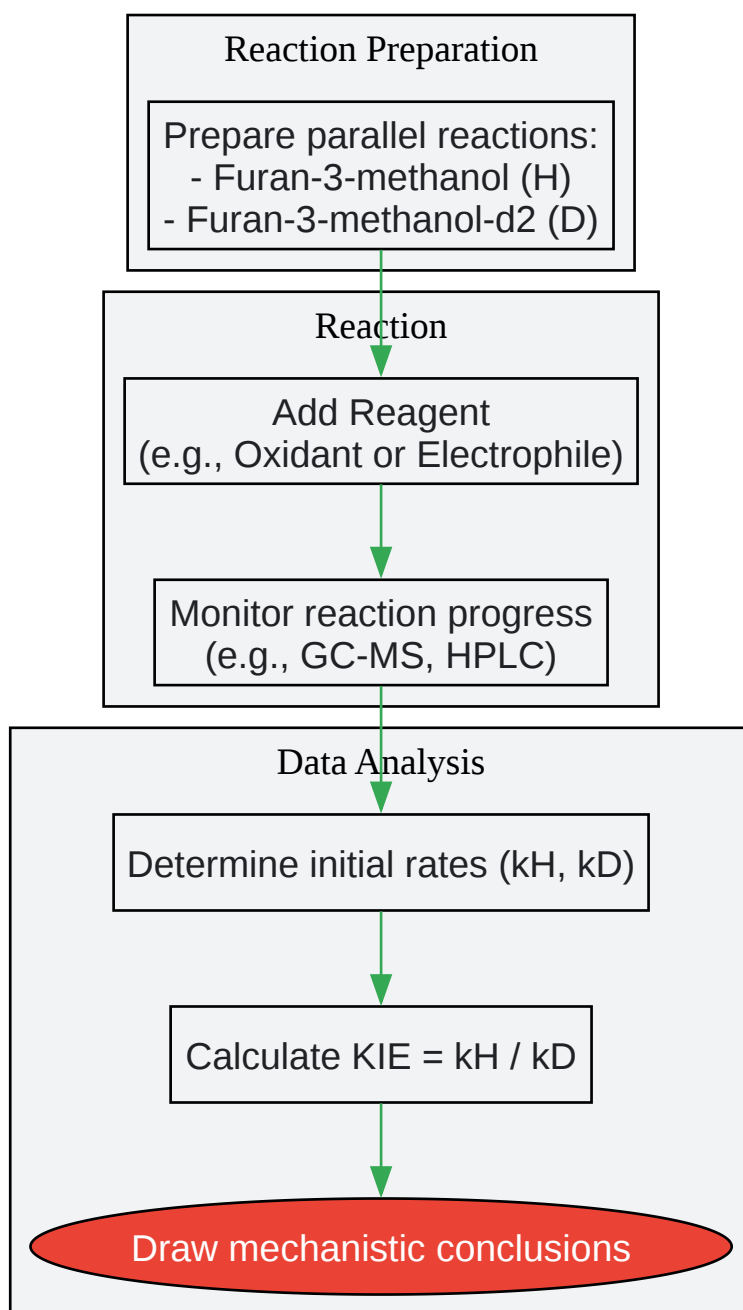 Reaction Preparation
Prepare parallel reactions:
- Furan-3-methanol (H)
- Furan-3-methanol-d2 (D)
Reaction
Add Reagent
(e.g., Oxidant or Electrophile)
Monitor reaction progress
(e.g., GC-MS, HPLC)
Data Analysis
Determine initial rates (kH, kD)
Calculate KIE = kH / kD
Draw mechanistic conclusions